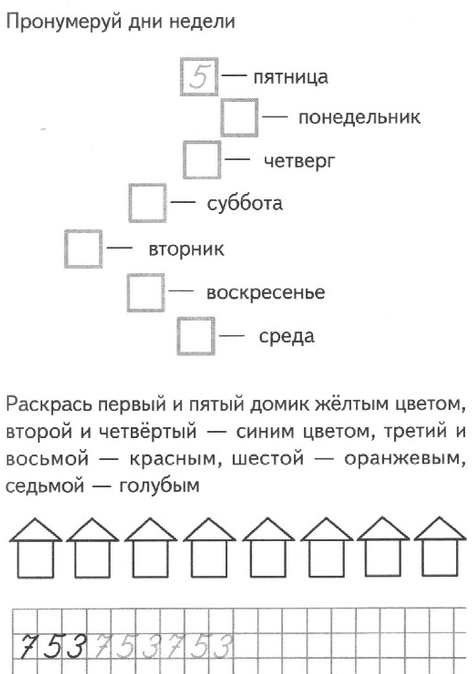 Пронумеруй дни недели
5 — пятница
— понедельник
— четверг
— суббота
— вторник
— воскресенье
— среда
Раскрась первый и пятый домик жёлтым цветом,
второй и четвёртый — синим цветом, третий и
восьмой — красным, шестой — оранжевым,
седьмой — голубым
753753753